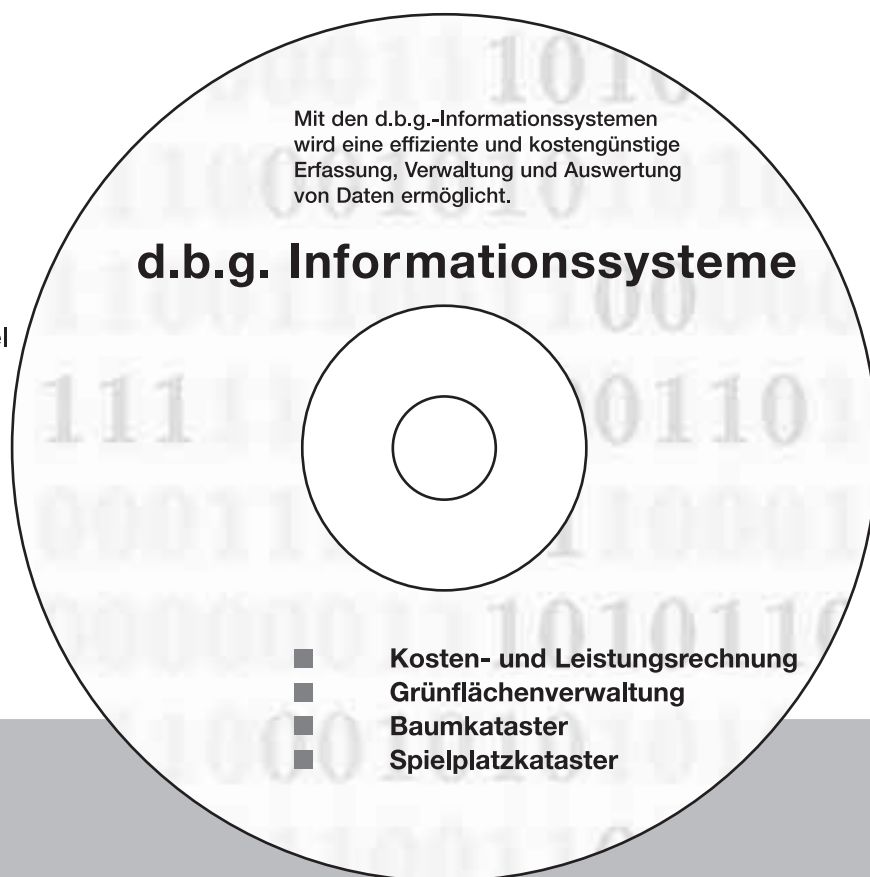 Mit den d.b.g.-Informationssystemen
wird eine effiziente und kostengünstige
Erfassung, Verwaltung und Auswertung
von Daten ermöglicht.
d.b.g. Informationssysteme
Kosten- und Leistungsrechnung
Grünflächenverwaltung
Baumkataster
Spielplatzkataster